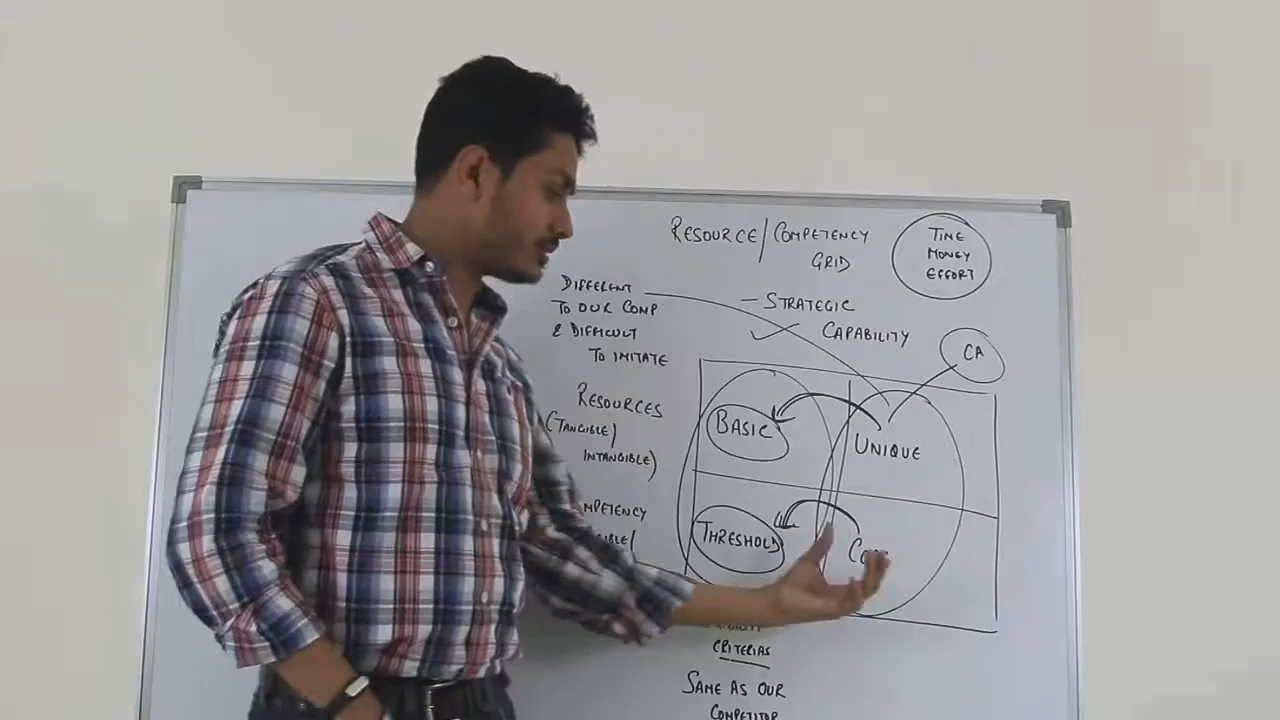 RESOURCE/COMPETENCY
GRID
TIME
MONEY
EFFORT
DIFFERENT
TO OUR COMP
& DIFFICULT
TO IMITATE
- STRATEGIC
CAPABILITY
CA
RESOURCES
(TANGIBLE/
INTANGIBLE)
BASIC
UNIQUE
THRESHOLD
CRITERIAS
SAME AS OUR
COMPETITOR